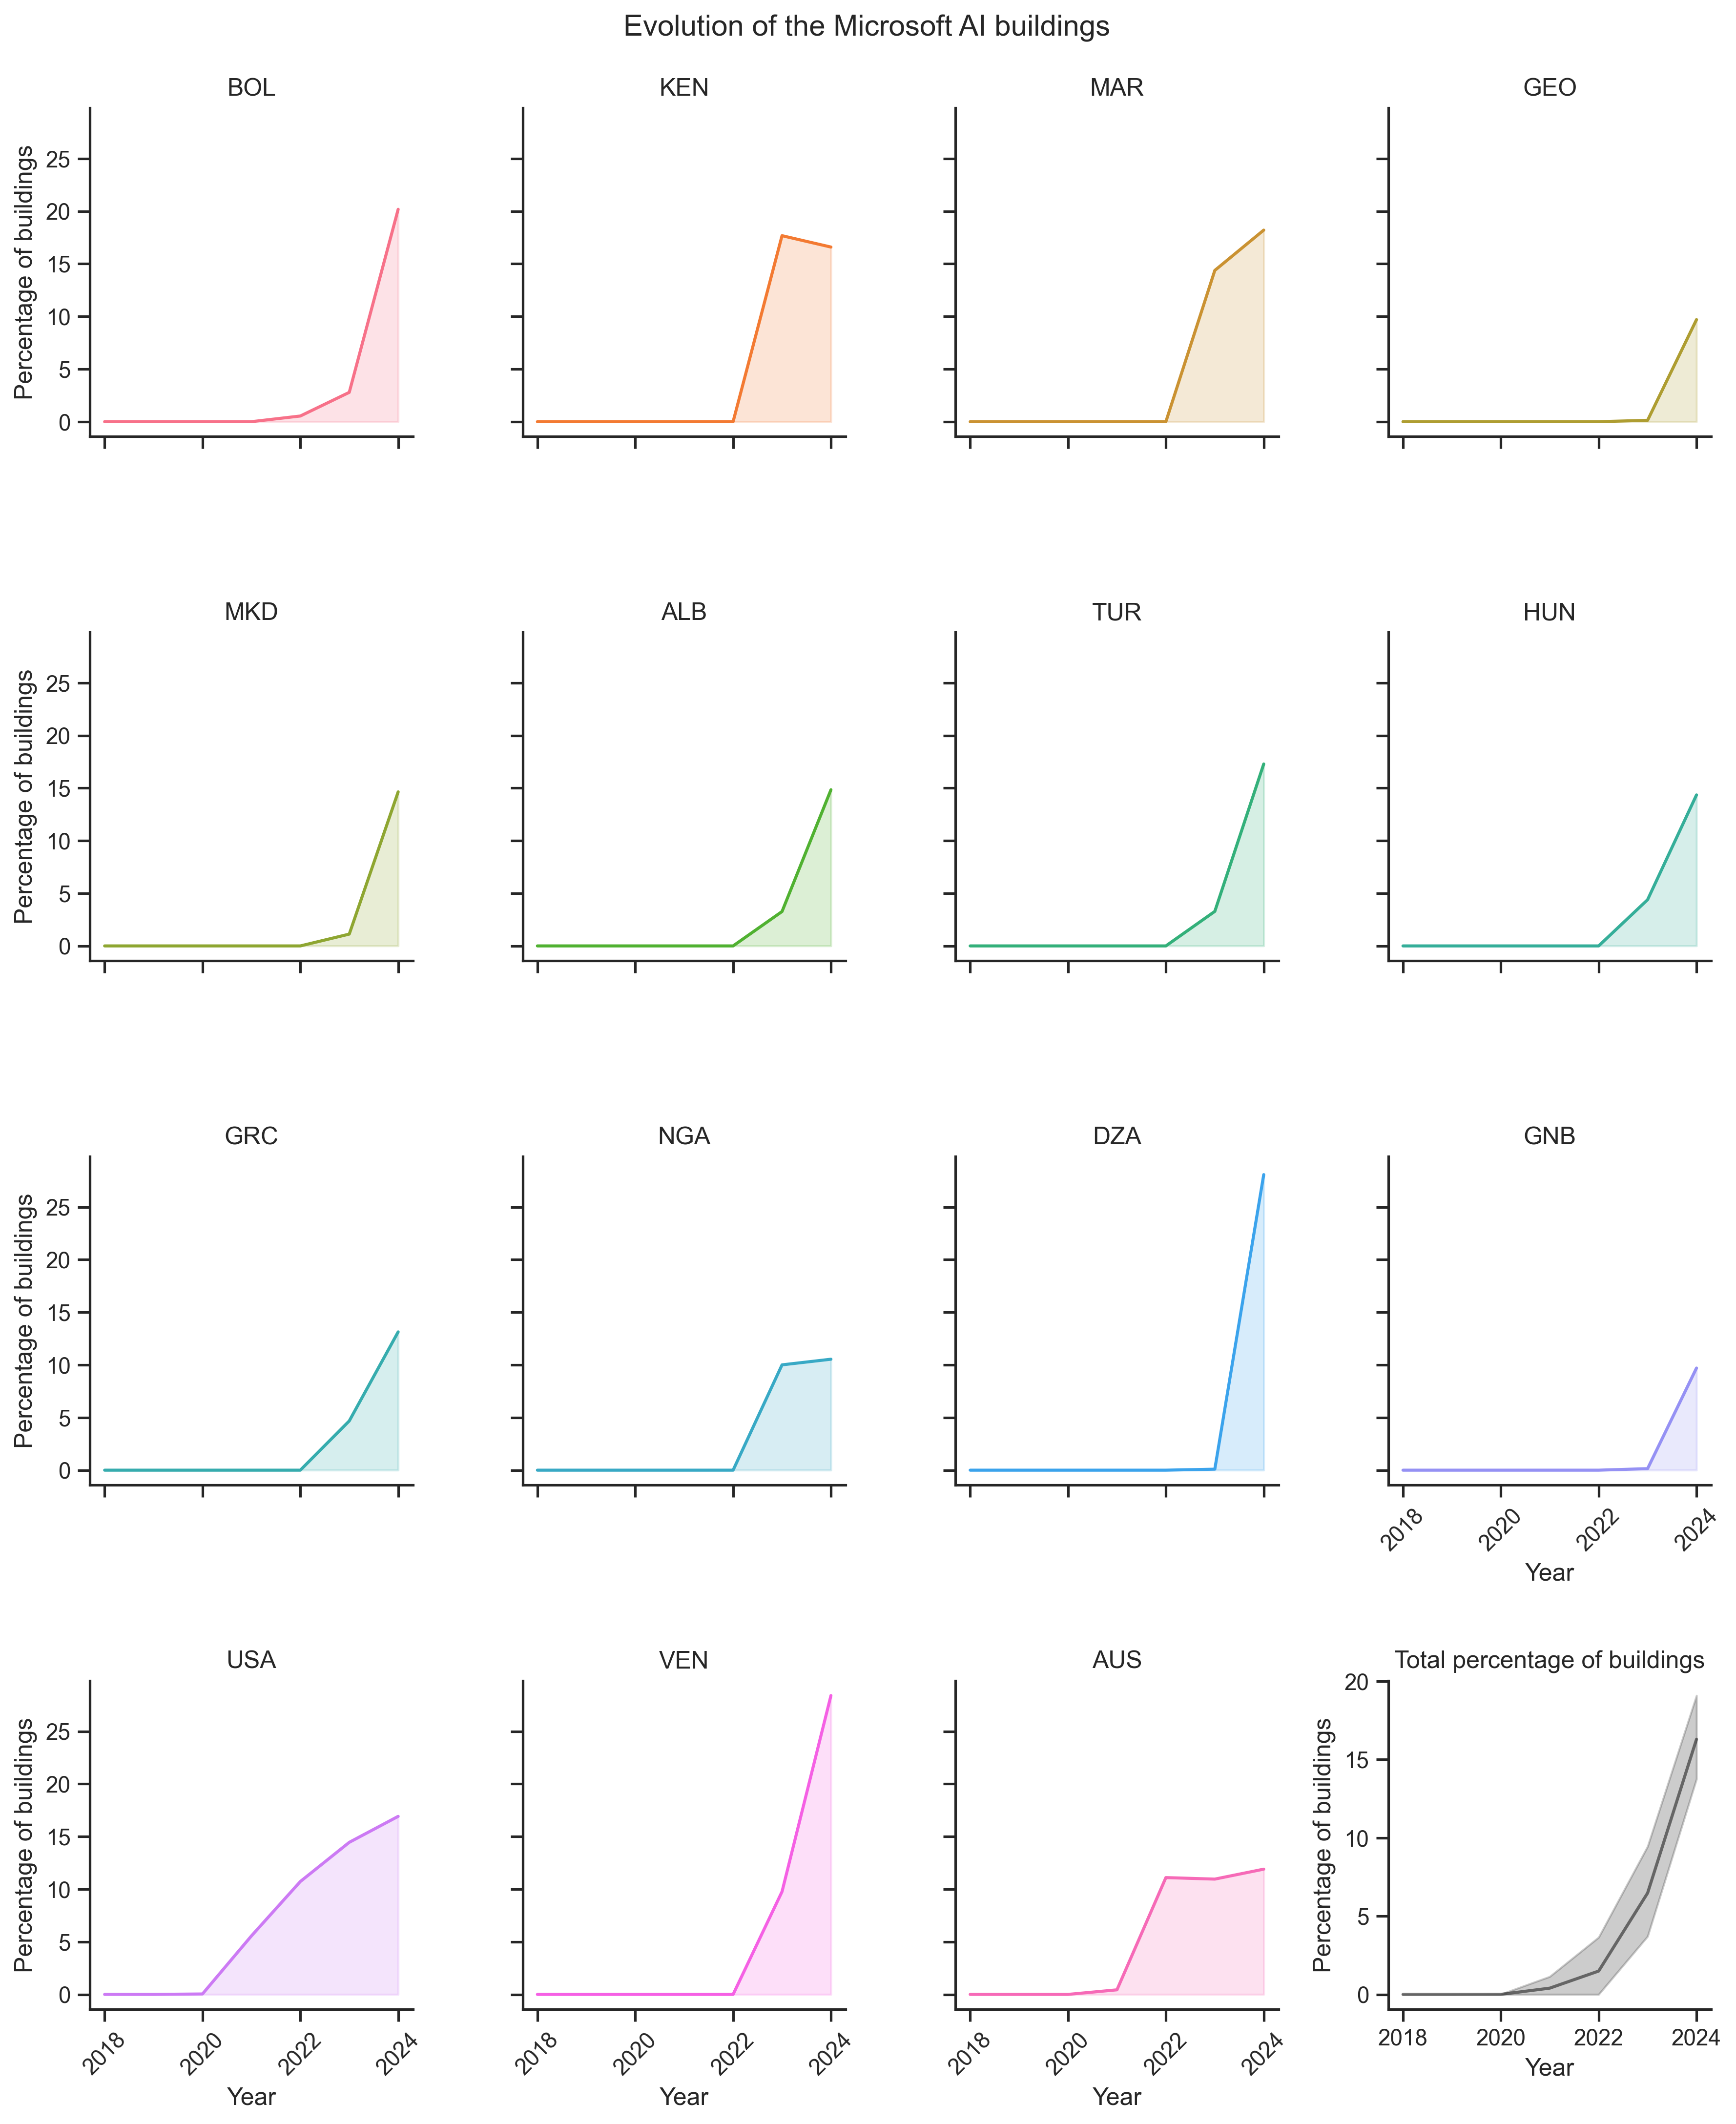 Evolution of the Microsoft AI buildings
BOL
KEN
MAR
GEO
Percentage of buildings
25
20
15
10
5
0
MKD
ALB
TUR
HUN
Percentage of buildings
25
20
15
10
5
0
GRC
NGA
DZA
GNB
Percentage of buildings
25
20
15
10
5
0
2018
2020
2022
2024
Year
USA
VEN
AUS
Total percentage of buildings
Percentage of buildings
25
20
15
10
5
0
2018
2020
2022
2024
Year
2018
2020
2022
2024
Year
2018
2020
2022
2024
Year
Percentage of buildings
20
15
10
5
0
2018
2020
2022
2024
Year